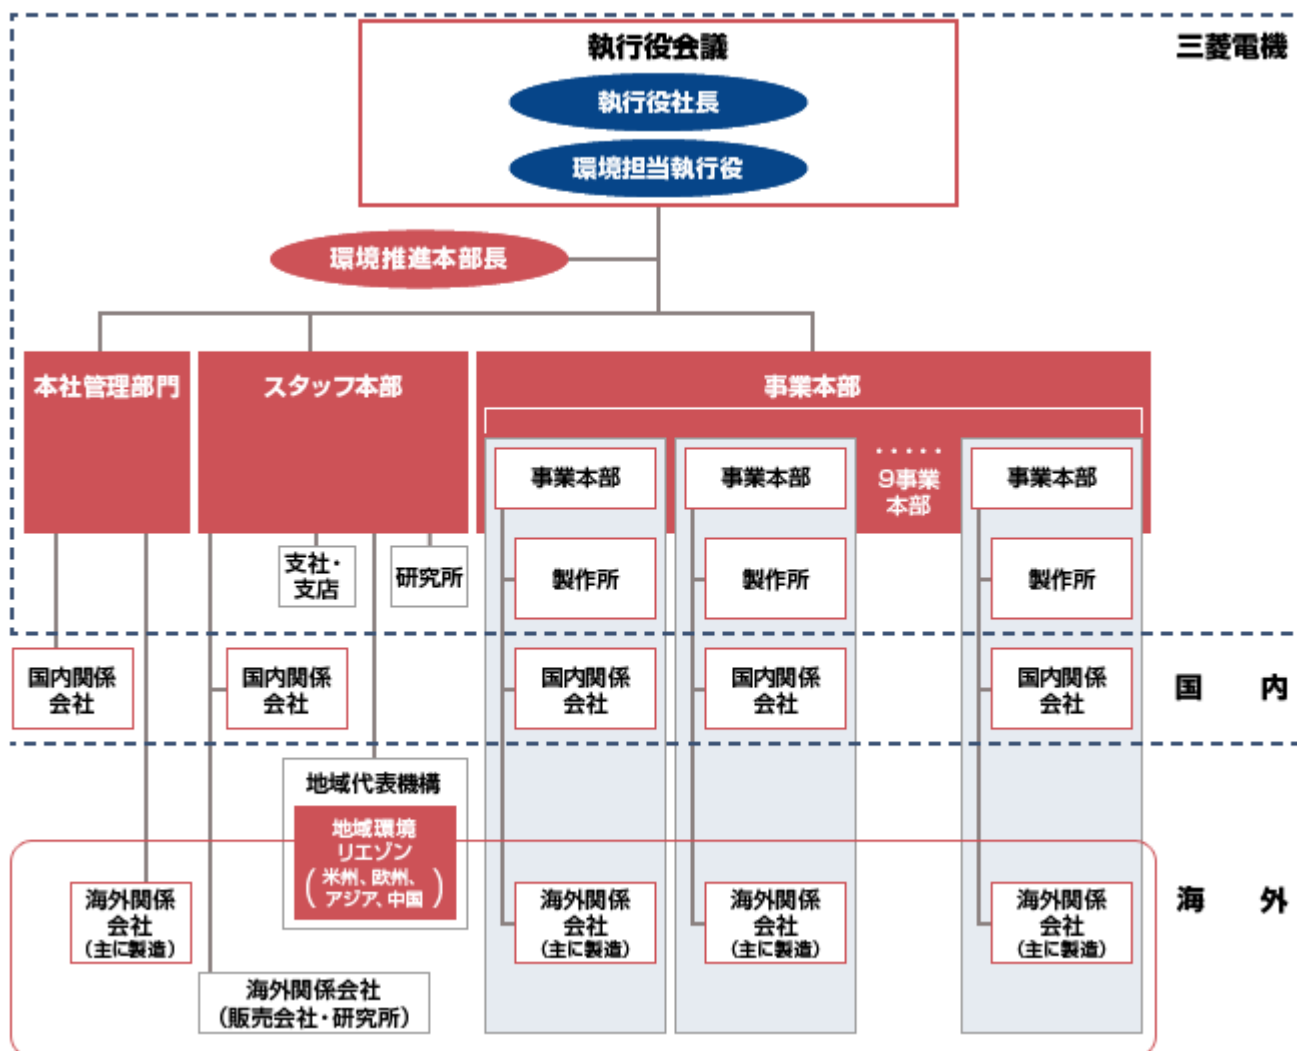 執行役会議
三菱電機
執行役社長
環境担当執行役
環境推進本部長
本社管理部門
スタッフ本部
事業本部
事業本部
事業本部
・・・・・
9事業
本部
事業本部
支社・
支店
研究所
製作所
製作所
製作所
国内関係
会社
国内関係
会社
国内関係
会社
国内関係
会社
国内関係
会社
国　内
地域代表機構
地域環境
リエゾン
(米州、欧州、
アジア、中国)
海外関係
会社
(主に製造)
海外関係
会社
(主に製造)
海外関係
会社
(主に製造)
海外関係
会社
(主に製造)
海　外
海外関係会社
(販売会社・研究所)